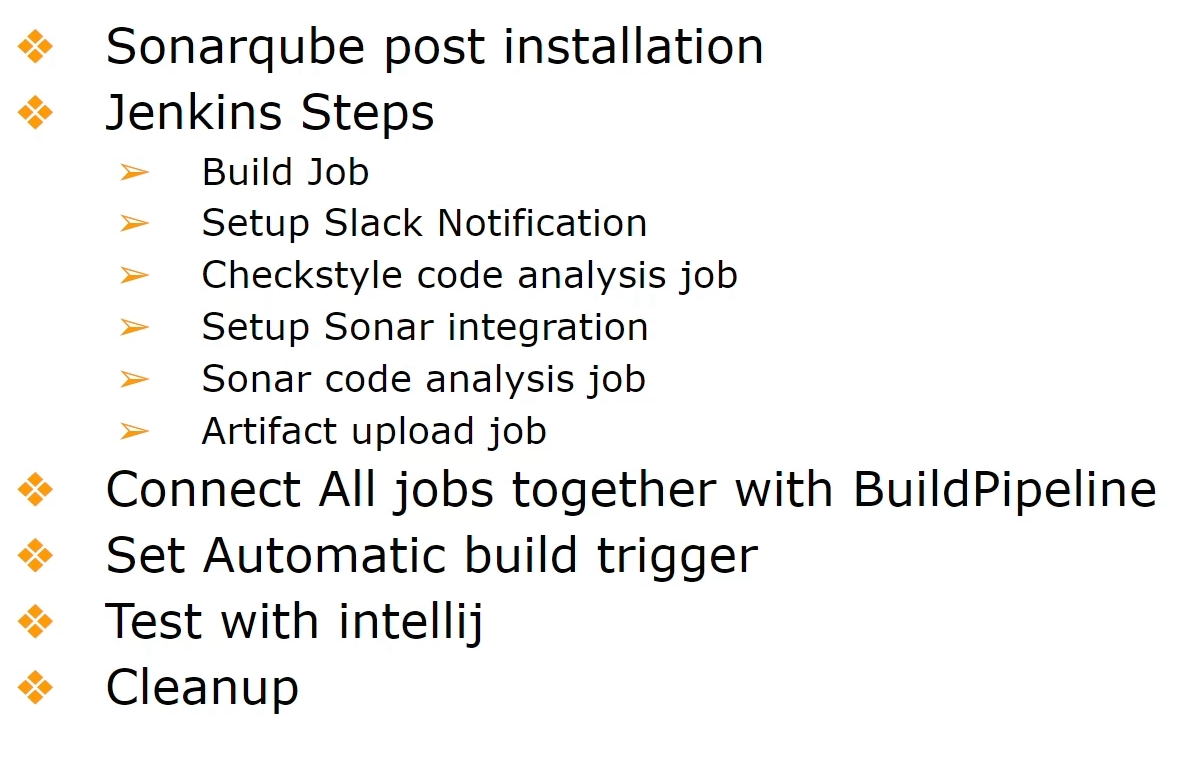 Sonarqube post installation
Jenkins Steps
Build Job
Setup Slack Notification
Checkstyle code analysis job
Setup Sonar integration
Sonar code analysis job
Artifact upload job
Connect All jobs together with BuildPipeline
Set Automatic build trigger
Test with intellij
Cleanup